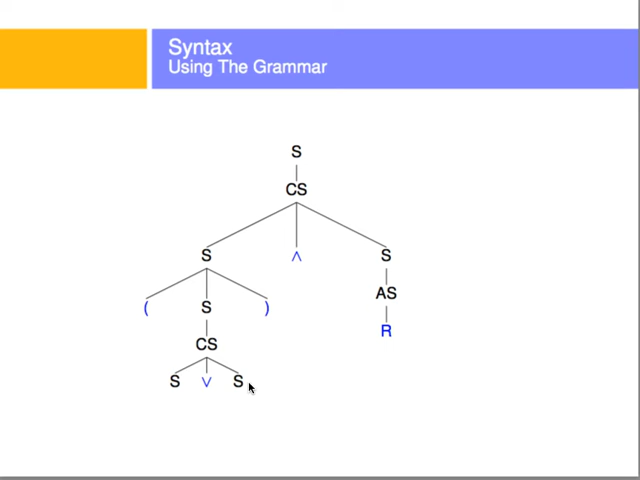 Syntax
Using The Grammar
S
CS
S ∧ S
AS
( S )
R
CS
S ∨ S